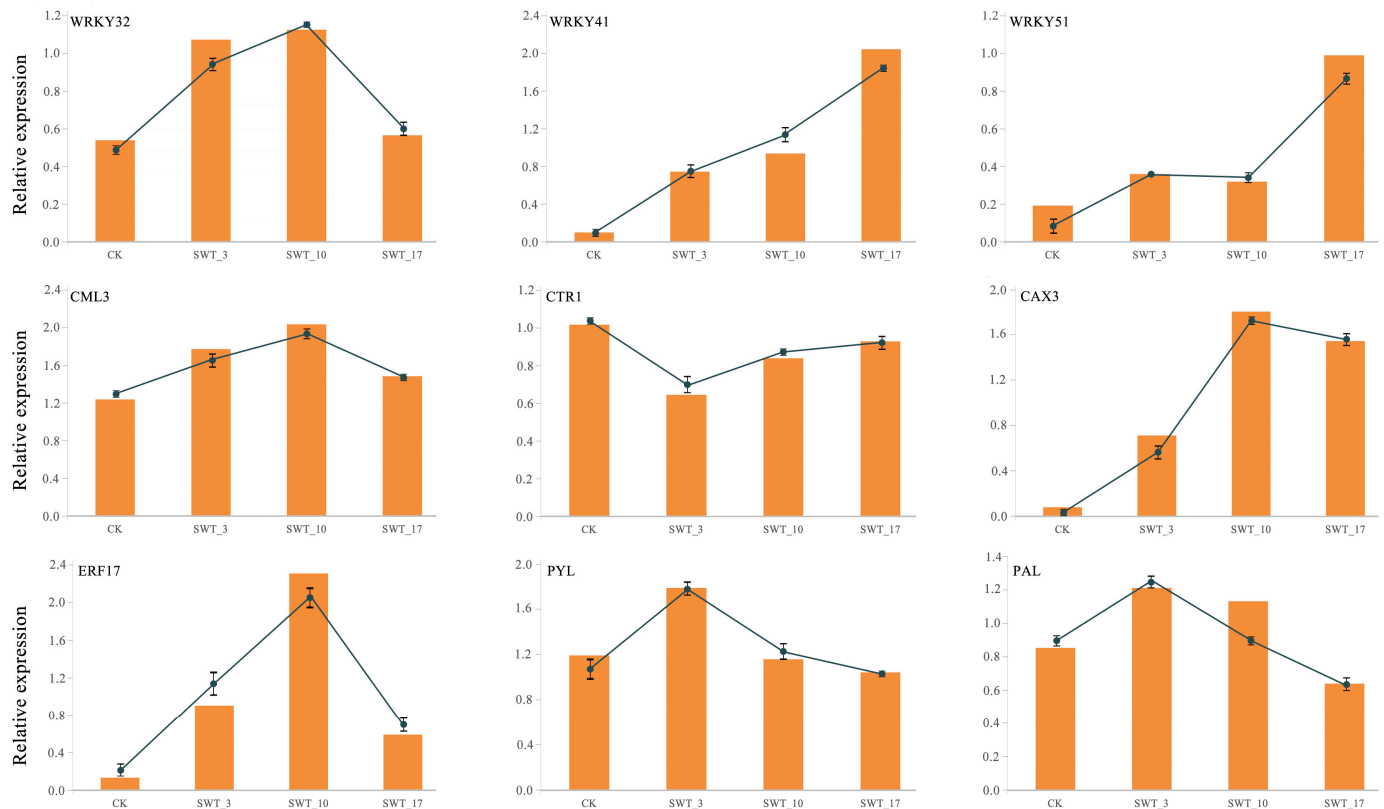 WRKY32
Relative expression
1.2
1.0
0.8
0.6
0.4
0.2
0.0
CK
SWT_3
SWT_10
SWT_17
WRKY41
2.4
2.0
1.6
1.2
0.8
0.4
0.0
CK
SWT_3
SWT_10
SWT_17
WRKY51
1.2
1.0
0.8
0.6
0.4
0.2
0.0
CK
SWT_3
SWT_10
SWT_17
CML3
Relative expression
2.4
2.0
1.6
1.2
0.8
0.4
0.0
CK
SWT_3
SWT_10
SWT_17
CTR1
1.2
1.0
0.8
0.6
0.4
0.2
0.0
CK
SWT_3
SWT_10
SWT_17
CAX3
2.0
1.6
1.2
0.8
0.4
0.0
CK
SWT_3
SWT_10
SWT_17
ERF17
Relative expression
2.4
2.0
1.6
1.2
0.8
0.4
0.0
CK
SWT_3
SWT_10
SWT_17
PYL
2.0
1.6
1.2
0.8
0.4
0.0
CK
SWT_3
SWT_10
SWT_17
PAL
1.4
1.2
1.0
0.8
0.6
0.4
0.2
0.0
CK
SWT_3
SWT_10
SWT_17